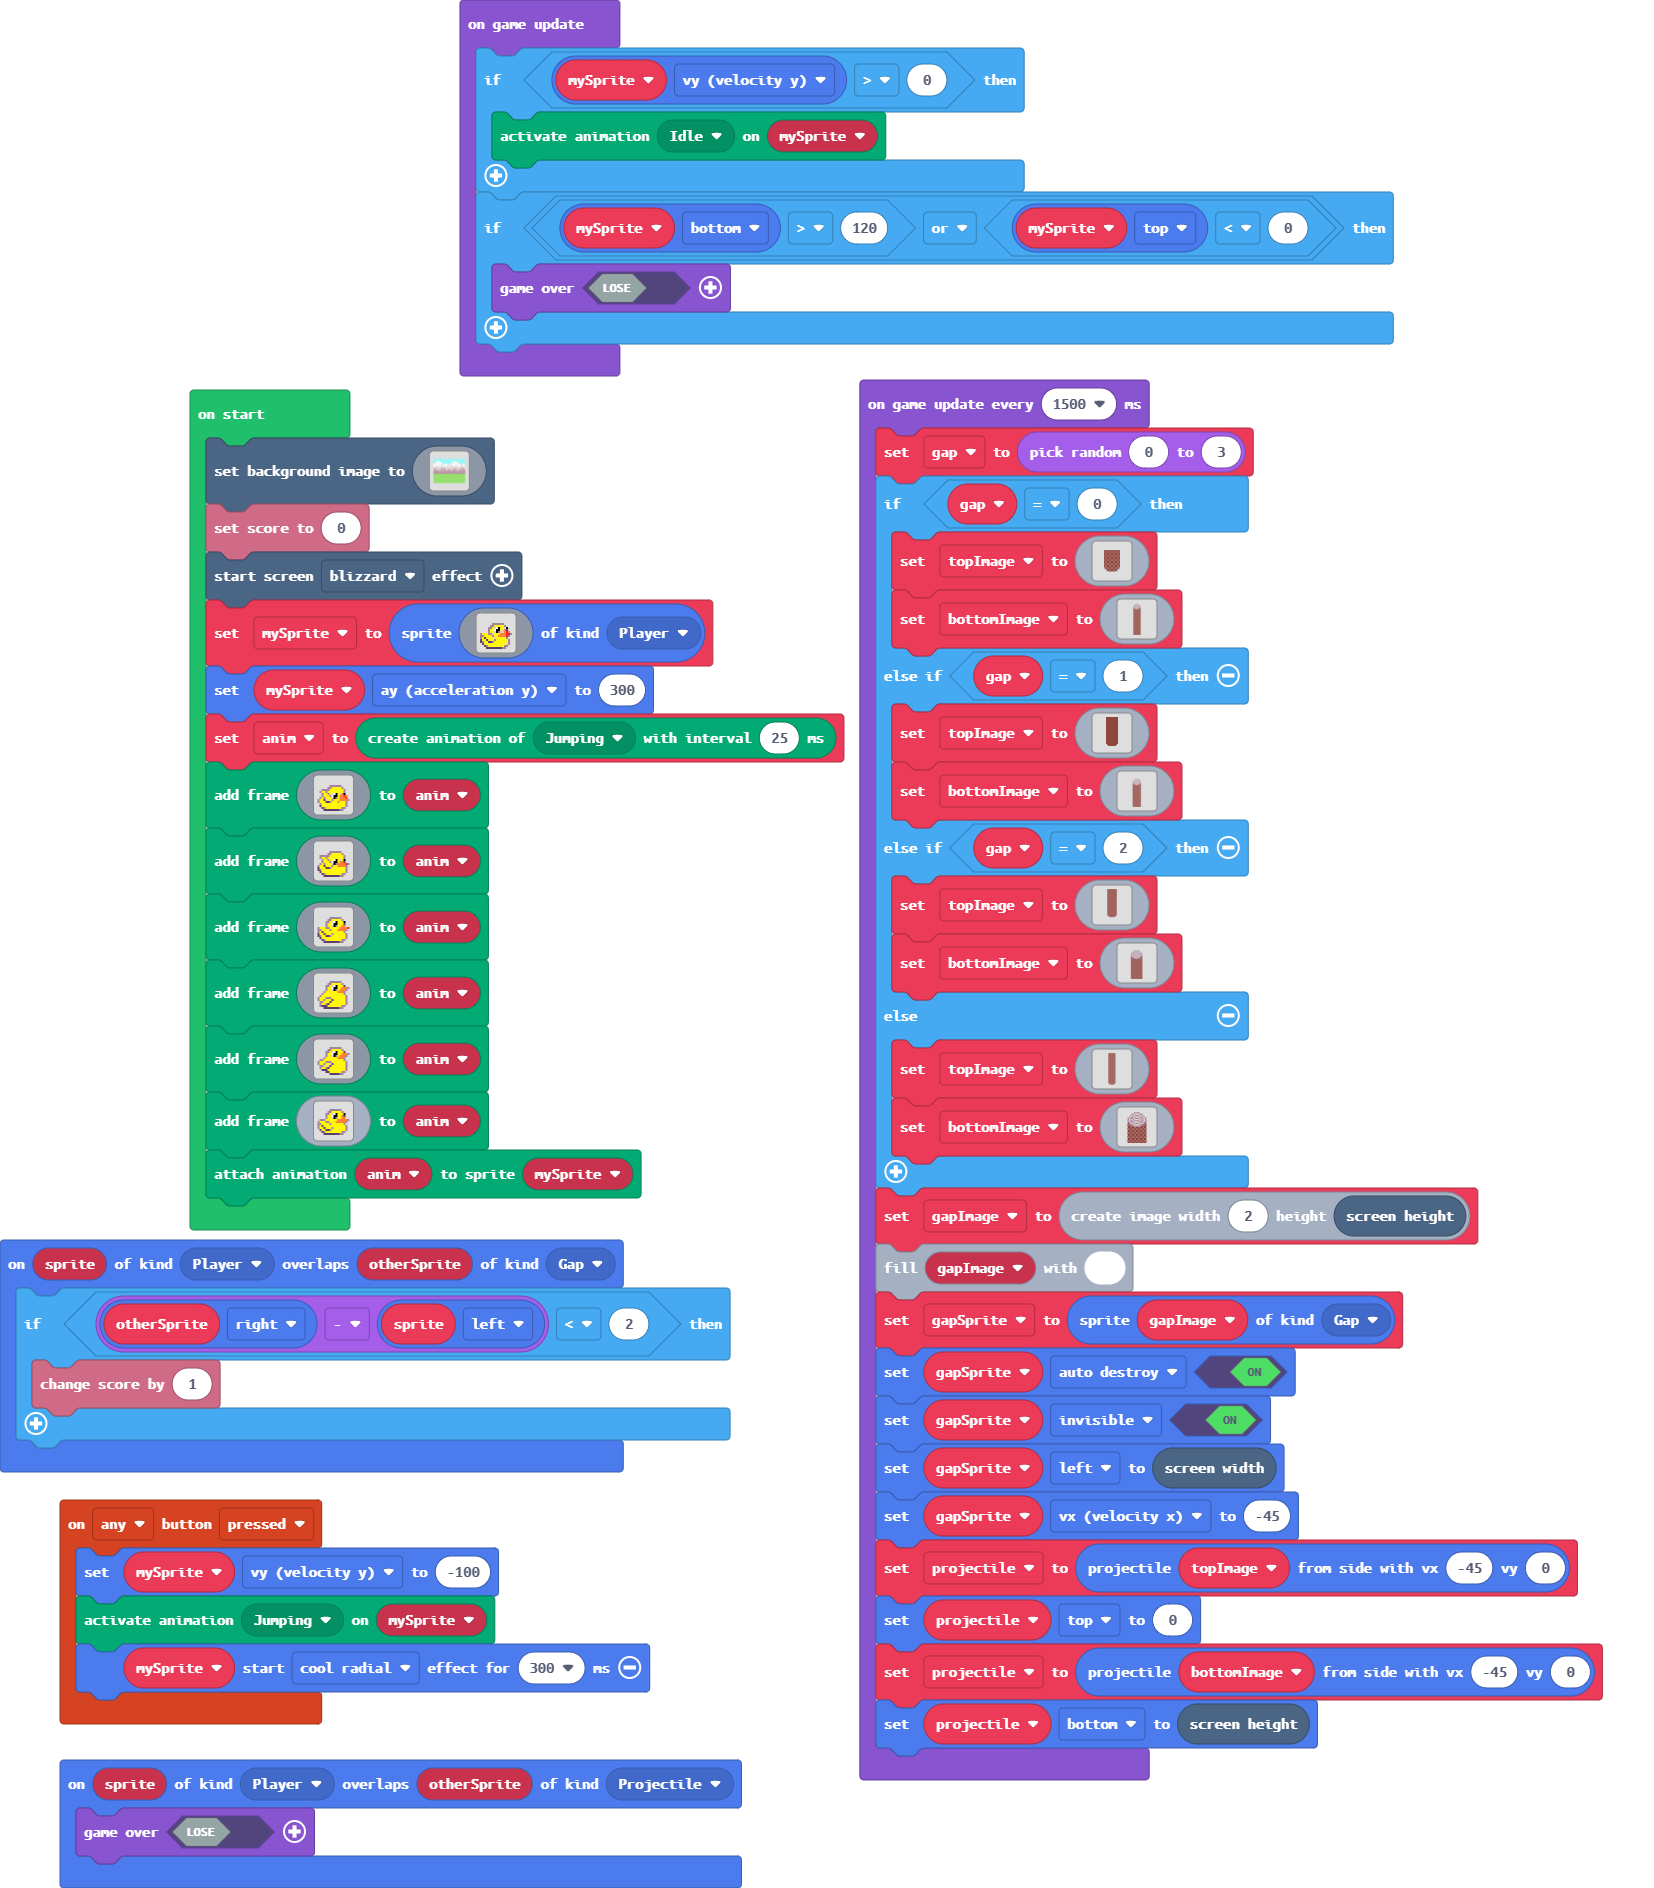 on game update
if mySprite vy (velocity y) > 0 then
activate animation Idle on mySprite
if mySprite bottom > 120 or mySprite top < 0 then
game over LOSE
on start
set background image to
set score to 0
start screen blizzard effect
set mySprite to sprite of kind Player
set mySprite ay (acceleration y) to 300
set anim to create animation of Jumping with interval 25 ms
add frame to anim
add frame to anim
add frame to anim
add frame to anim
add frame to anim
add frame to anim
attach animation anim to sprite mySprite
on sprite of kind Player overlaps otherSprite of kind Gap
if otherSprite right - sprite left < 2 then
change score by 1
on any button pressed
set mySprite vy (velocity y) to -100
activate animation Jumping on mySprite
mySprite start cool radial effect for 300 ms
on sprite of kind Player overlaps otherSprite of kind Projectile
game over LOSE
on game update every 1500 ms
set gap to pick random 0 to 3
if gap = 0 then
set topImage to
set bottomImage to
else if gap = 1 then
set topImage to
set bottomImage to
else if gap = 2 then
set topImage to
set bottomImage to
else
set topImage to
set bottomImage to
set gapImage to create image width 2 height screen height
fill gapImage with
set gapSprite to sprite gapImage of kind Gap
set gapSprite auto destroy ON
set gapSprite invisible ON
set gapSprite left to screen width
set gapSprite vx (velocity x) to -45
set projectile to projectile topImage from side with vx -45 vy 0
set projectile top to 0
set projectile to projectile bottomImage from side with vx -45 vy 0
set projectile bottom to screen height